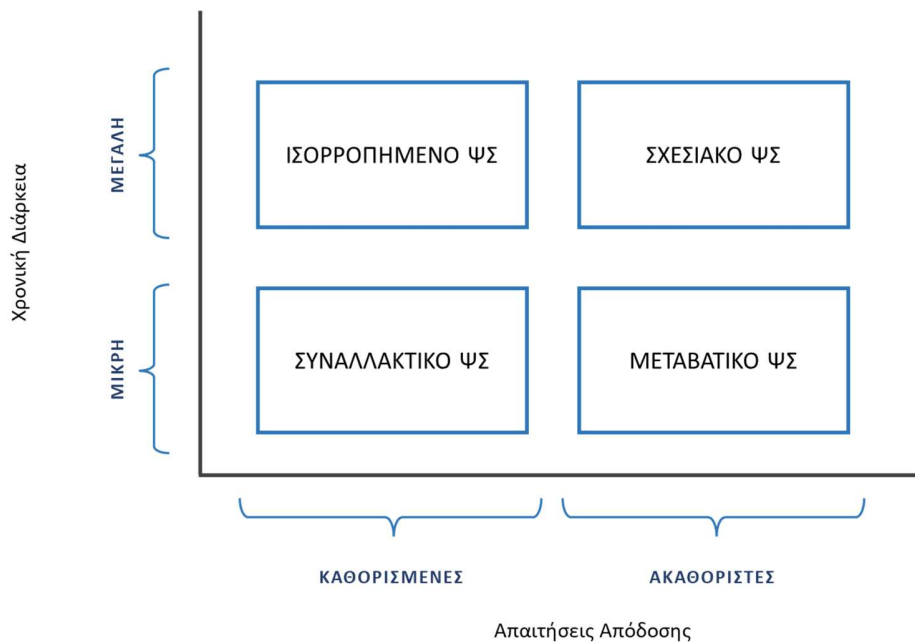 Χρονική Διάρκεια
ΜΕΓΑΛΗ
ΙΣΟΡΡΟΠΗΜΕΝΟ ΨΣ
ΣΧΕΣΙΑΚΟ ΨΣ
ΜΙΚΡΗ
ΣΥΝΑΛΛΑΚΤΙΚΟ ΨΣ
ΜΕΤΑΒΑΤΙΚΟ ΨΣ
ΚΑΘΟΡΙΣΜΕΝΕΣ
ΑΚΑΘΟΡΙΣΤΕΣ
Απαιτήσεις Απόδοσης